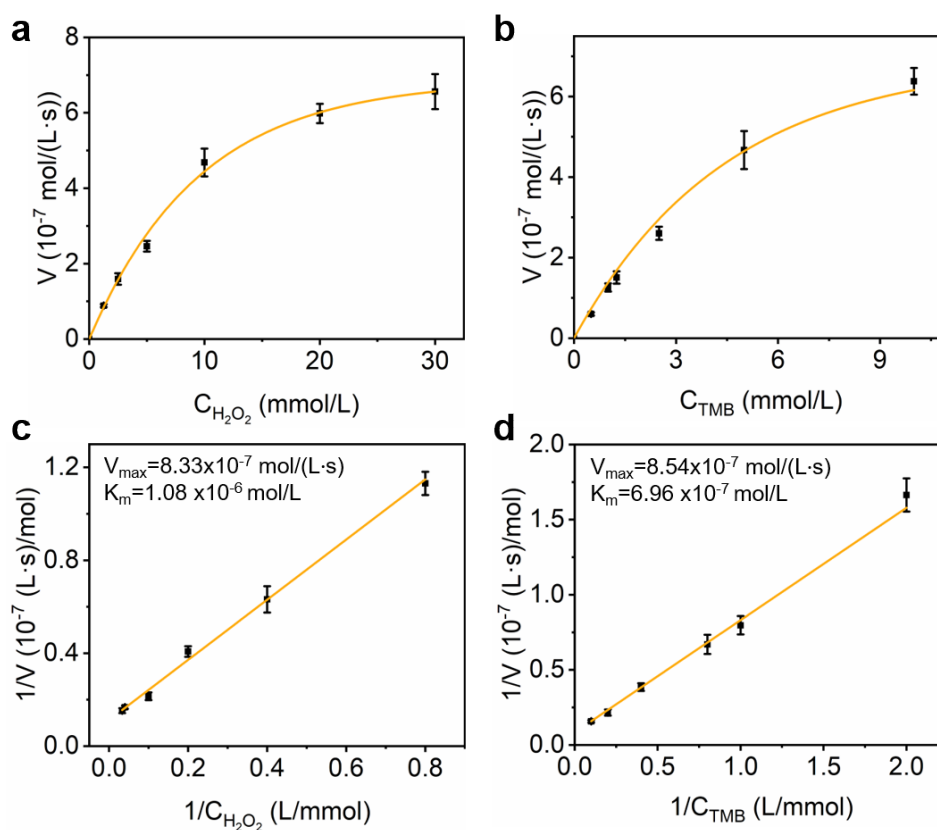 a
V (10⁻⁷ mol/(L·s))
8
6
4
2
0
0 10 20 30
C_H₂O₂ (mmol/L)
b
V (10⁻⁷ mol/(L·s))
6
4
2
0
0 3 6 9
C_TMB (mmol/L)
c
V_max=8.33x10⁻⁷ mol/(L·s)
K_m=1.08 x10⁻⁶ mol/L
1/V (10⁻⁷ (L·s)/mol)
1.2
0.8
0.4
0.0
0.0 0.2 0.4 0.6 0.8
1/C_H₂O₂ (L/mmol)
d
V_max=8.54x10⁻⁷ mol/(L·s)
K_m=6.96 x10⁻⁷ mol/L
1/V (10⁻⁷ (L·s)/mol)
2.0
1.5
1.0
0.5
0.0
0.0 0.5 1.0 1.5 2.0
1/C_TMB (L/mmol)